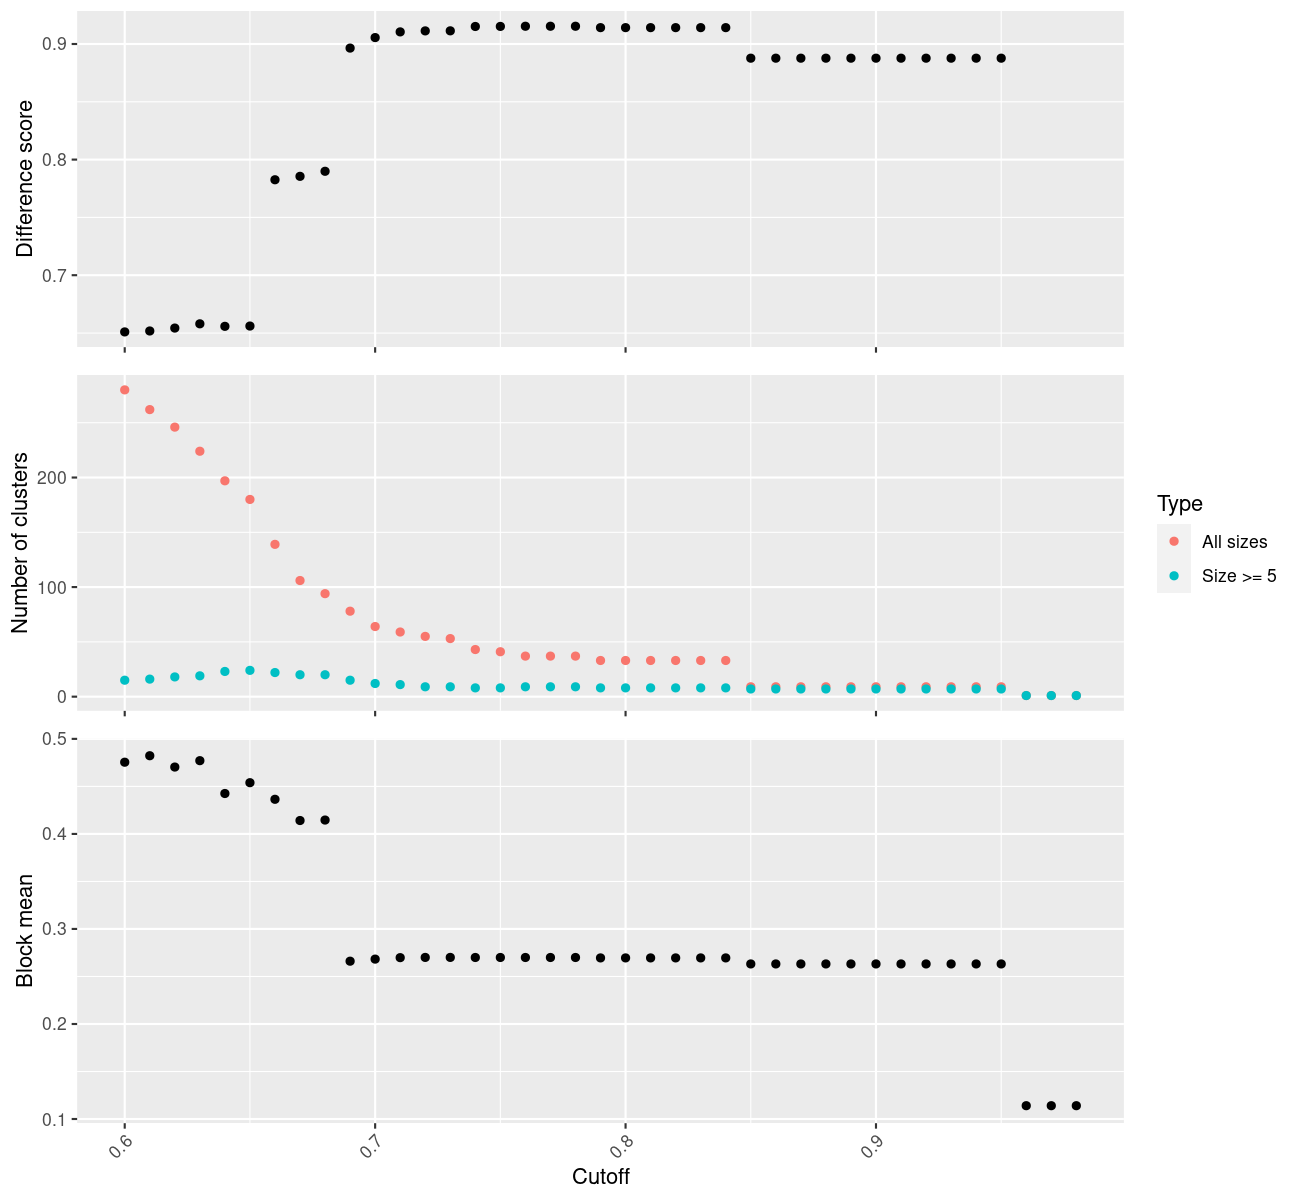 Difference score
0.9
0.8
0.7
Number of clusters
200
100
0
Type
All sizes
Size >= 5
Block mean
0.5
0.4
0.3
0.2
0.1
0.6
0.7
0.8
0.9
Cutoff